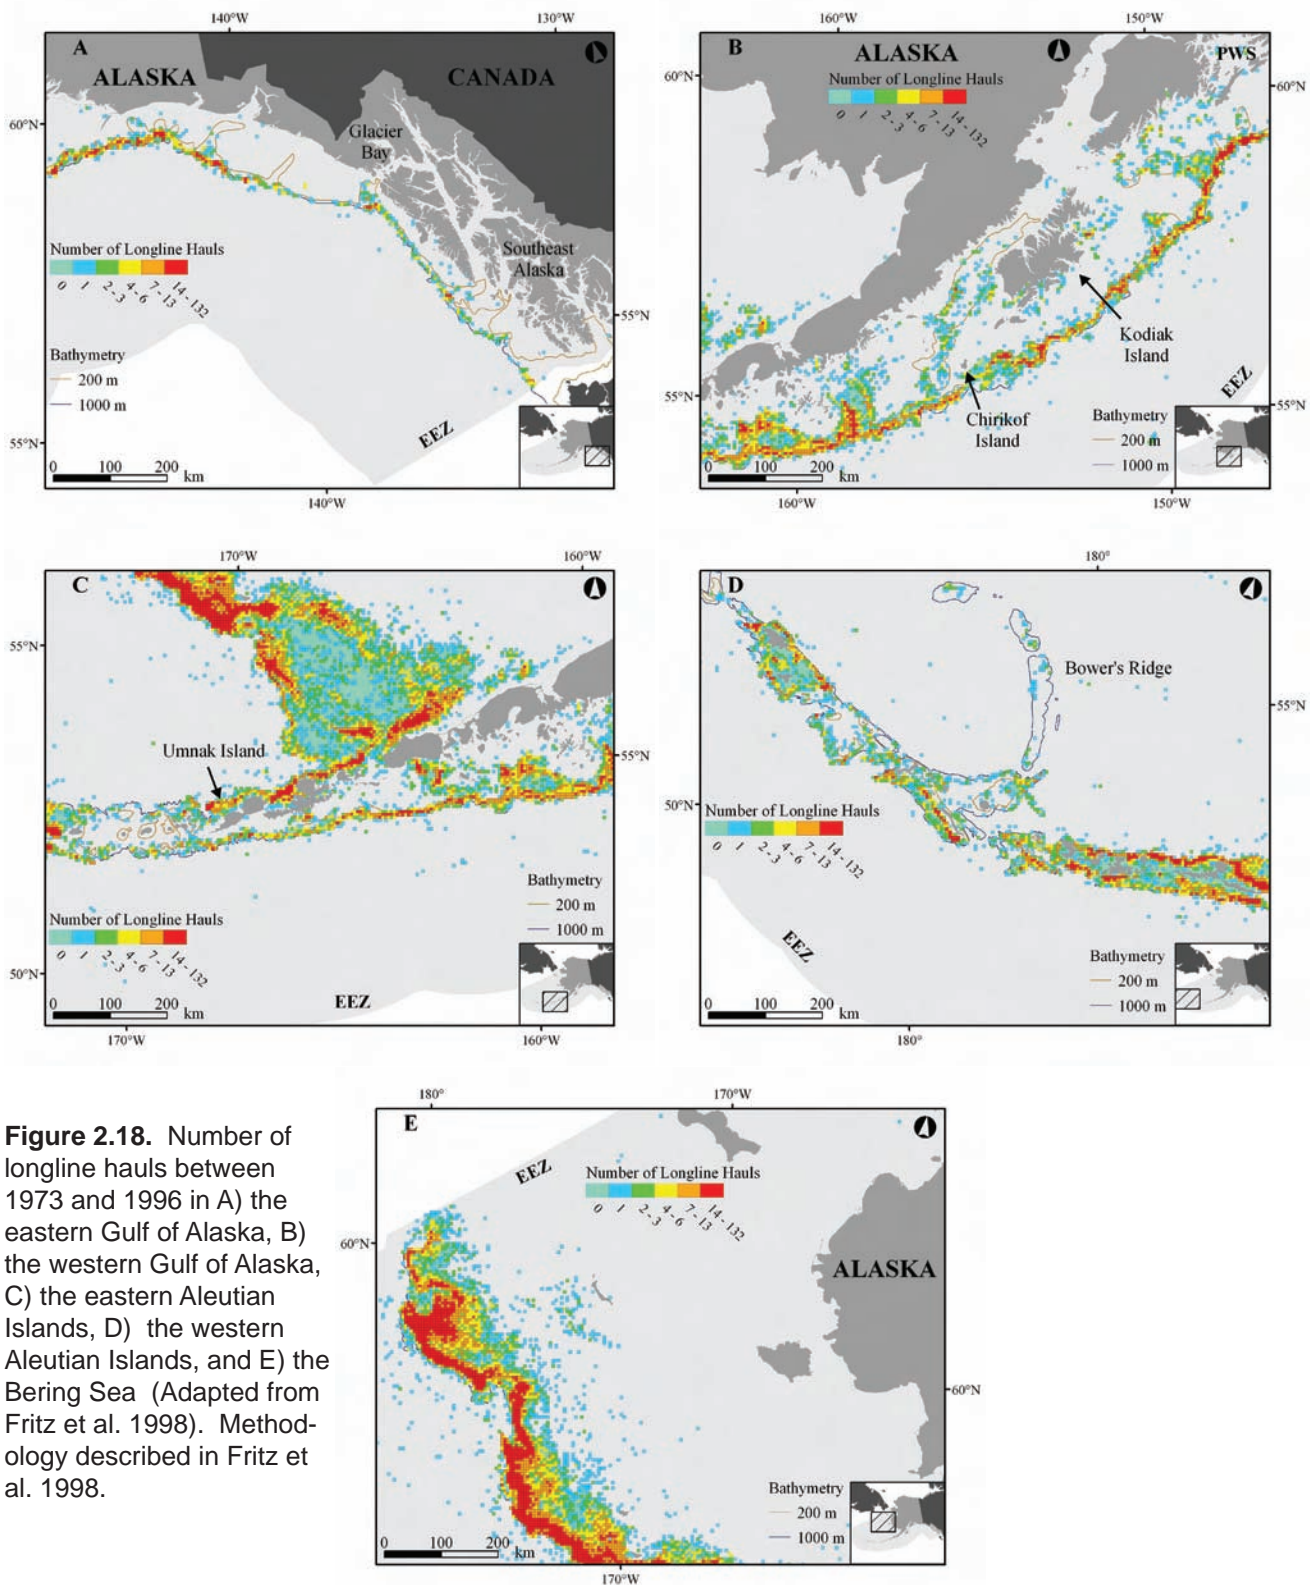 140°W
130°W
A
ALASKA
CANADA
60°N
Glacier
Bay
Southeast
Alaska
Number of Longline Hauls
0
1
2 - 3
4 - 6
7 - 13
14 - 132
55°N
Bathymetry
200 m
1000 m
EEZ
55°N
0 100 200
km
140°W
160°W
150°W
B
ALASKA
PWS
60°N
60°N
Number of Longline Hauls
0
1
2 - 3
4 - 6
7 - 13
14 - 132
Kodiak
Island
EEZ
55°N
55°N
Chirikof
Island
Bathymetry
200 m
1000 m
0 100 200
km
160°W
150°W
170°W
160°W
C
55°N
Umnak Island
55°N
Bathymetry
200 m
1000 m
Number of Longline Hauls
0
1
2 - 3
4 - 6
7 - 13
14 - 132
50°N
EEZ
0 100 200
km
170°W
160°W
180°
D
Bower's Ridge
55°N
50°N
Number of Longline Hauls
0
1
2 - 3
4 - 6
7 - 13
14 - 132
EEZ
Bathymetry
200 m
1000 m
0 100 200
km
180°
180°
170°W
E
EEZ
Number of Longline Hauls
0
1
2 - 3
4 - 6
7 - 13
14 - 132
60°N
ALASKA
60°N
Bathymetry
200 m
1000 m
0 100 200
km
170°W
Figure 2.18. Number of
longline hauls between
1973 and 1996 in A) the
eastern Gulf of Alaska, B)
the western Gulf of Alaska,
C) the eastern Aleutian
Islands, D) the western
Aleutian Islands, and E) the
Bering Sea (Adapted from
Fritz et al. 1998). Method-
ology described in Fritz et
al. 1998.